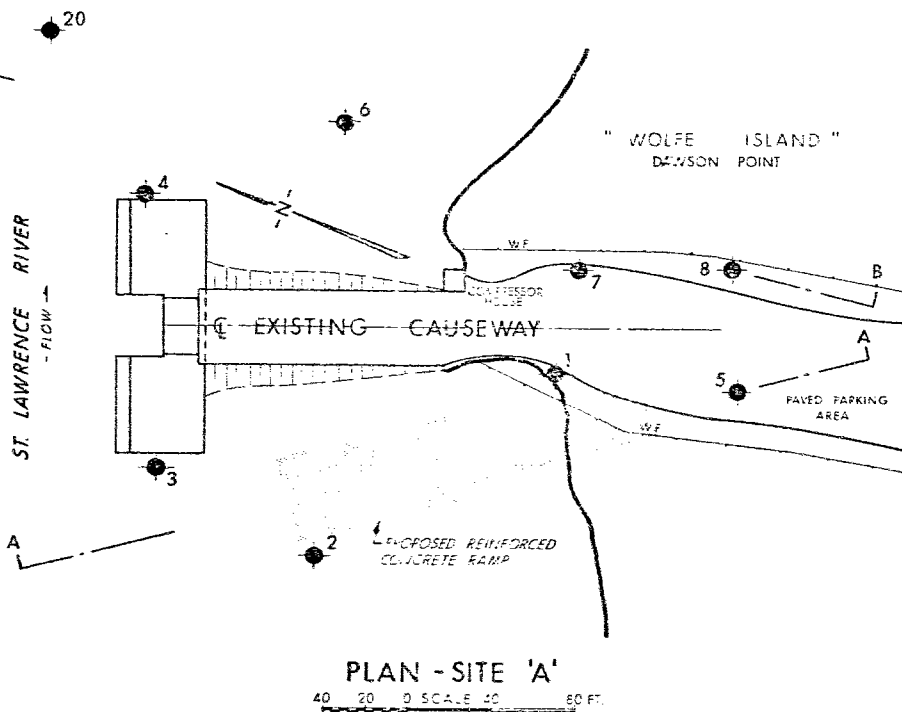 20
6
" WOLFE ISLAND "
DAWSON POINT
4
N
ST. LAWRENCE RIVER
- FLOW
W.F.
7
8
B
COMPRESSOR
HOUSE
℄ EXISTING CAUSEWAY
A
1
5
PAVED PARKING
AREA
W.F.
3
A
2
PROPOSED REINFORCED
CONCRETE RAMP
PLAN - SITE 'A'
40 20 0 SCALE 40 80 FT.